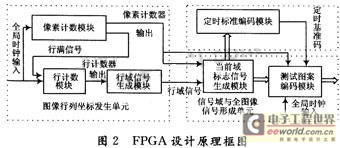 像素计数器
输出
定时标准编码模块
定时基准码
全局时钟输入
像素计数模块
行满信号
行计数器
输出
行计数模块
行域信号生成模块
行域信号
当前域标志信号生成模块
测试图案编码模块
图像行列坐标发生单元
信号域与全图像信号形成单元
全局时钟
输入
电子工程世界
eeworld.com.cn
图 2 FPGA 设计原理框图